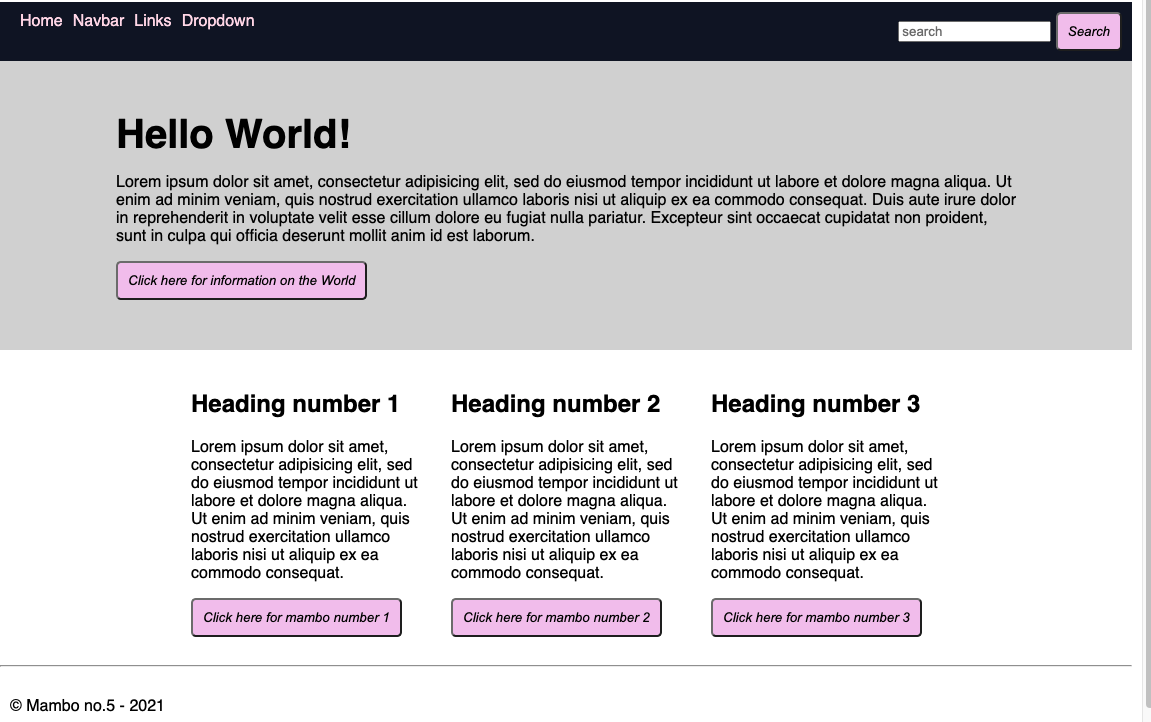 Home Navbar Links Dropdown
search Search
Hello World!
Lorem ipsum dolor sit amet, consectetur adipisicing elit, sed do eiusmod tempor incididunt ut labore et dolore magna aliqua. Ut
enim ad minim veniam, quis nostrud exercitation ullamco laboris nisi ut aliquip ex ea commodo consequat. Duis aute irure dolor
in reprehenderit in voluptate velit esse cillum dolore eu fugiat nulla pariatur. Excepteur sint occaecat cupidatat non proident,
sunt in culpa qui officia deserunt mollit anim id est laborum.
Click here for information on the World
Heading number 1
Lorem ipsum dolor sit amet,
consectetur adipisicing elit, sed
do eiusmod tempor incididunt ut
labore et dolore magna aliqua.
Ut enim ad minim veniam, quis
nostrud exercitation ullamco
laboris nisi ut aliquip ex ea
commodo consequat.
Click here for mambo number 1
Heading number 2
Lorem ipsum dolor sit amet,
consectetur adipisicing elit, sed
do eiusmod tempor incididunt ut
labore et dolore magna aliqua.
Ut enim ad minim veniam, quis
nostrud exercitation ullamco
laboris nisi ut aliquip ex ea
commodo consequat.
Click here for mambo number 2
Heading number 3
Lorem ipsum dolor sit amet,
consectetur adipisicing elit, sed
do eiusmod tempor incididunt ut
labore et dolore magna aliqua.
Ut enim ad minim veniam, quis
nostrud exercitation ullamco
laboris nisi ut aliquip ex ea
commodo consequat.
Click here for mambo number 3
© Mambo no.5 - 2021